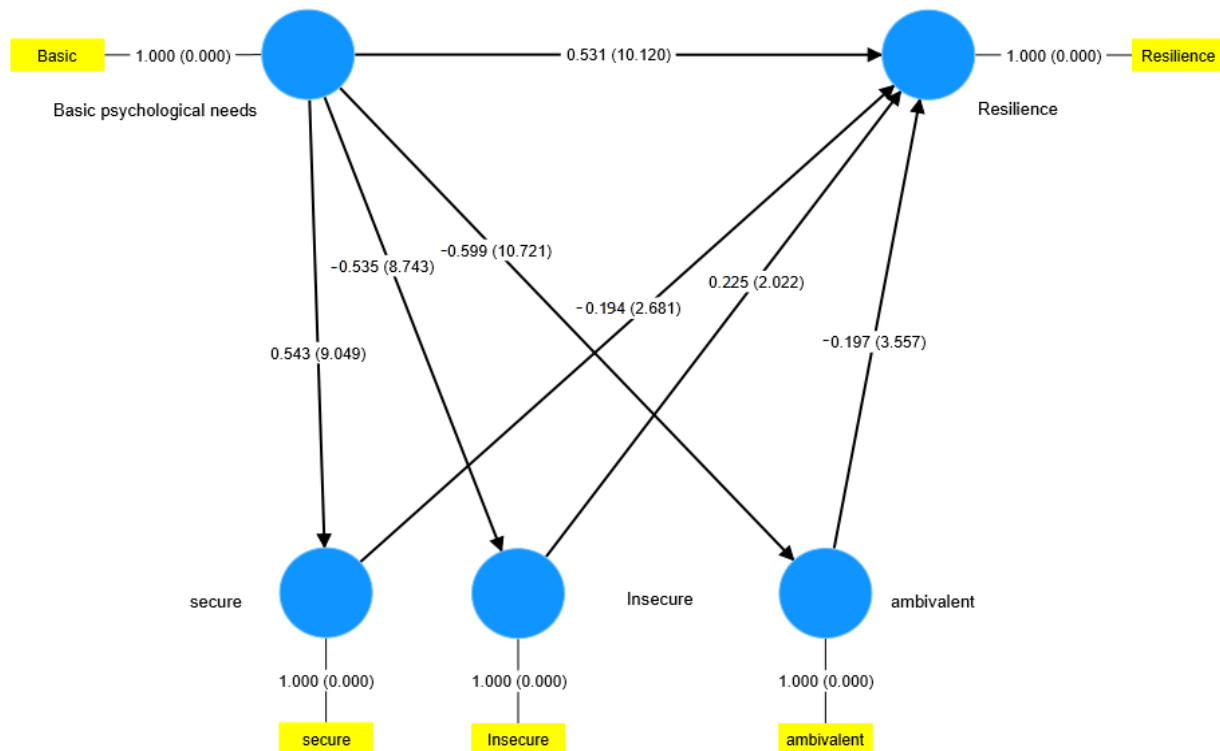 Basic
1.000 (0.000)
0.531 (10.120)
1.000 (0.000)
Resilience
Basic psychological needs
Resilience
−0.599 (10.721)
−0.535 (8.743)
0.225 (2.022)
−0.194 (2.681)
−0.197 (3.557)
0.543 (9.049)
secure
Insecure
ambivalent
1.000 (0.000)
1.000 (0.000)
1.000 (0.000)
secure
Insecure
ambivalent